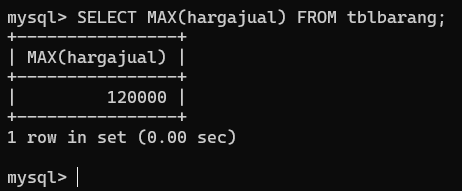 mysql> SELECT MAX(hargajual) FROM tblbarang;
+----------------+
| MAX(hargajual) |
+----------------+
|         120000 |
+----------------+
1 row in set (0.00 sec)

mysql>